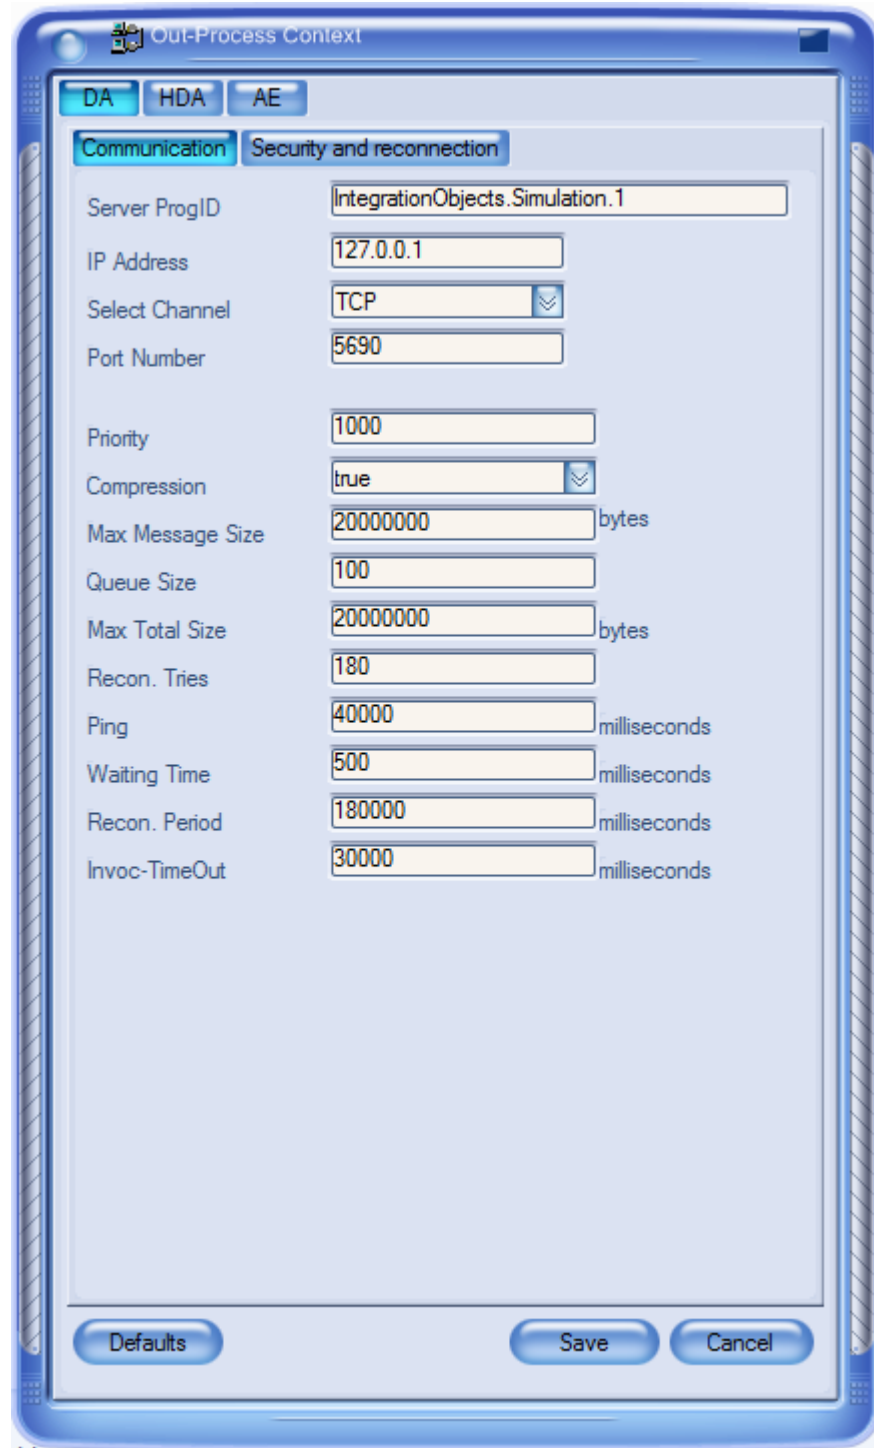 Out-Process Context
DA HDA AE
Communication Security and reconnection
Server ProgID IntegrationObjects.Simulation.1
IP Address 127.0.0.1
Select Channel TCP
Port Number 5690
Priority 1000
Compression true
Max Message Size 20000000 bytes
Queue Size 100
Max Total Size 20000000 bytes
Recon. Tries 180
Ping 40000 milliseconds
Waiting Time 500 milliseconds
Recon. Period 180000 milliseconds
Invoc-TimeOut 30000 milliseconds
Defaults Save Cancel